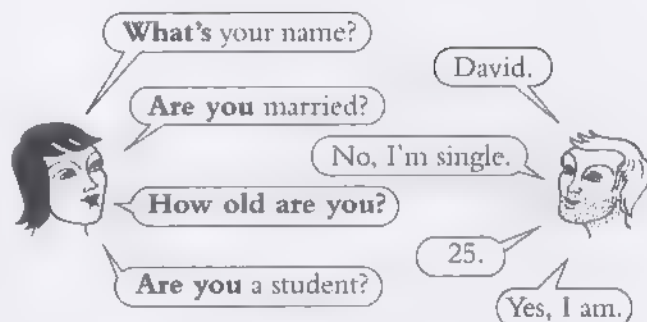 What's your name?
David.
Are you married?
No, I'm single.
How old are you?
25.
Are you a student?
Yes, I am.